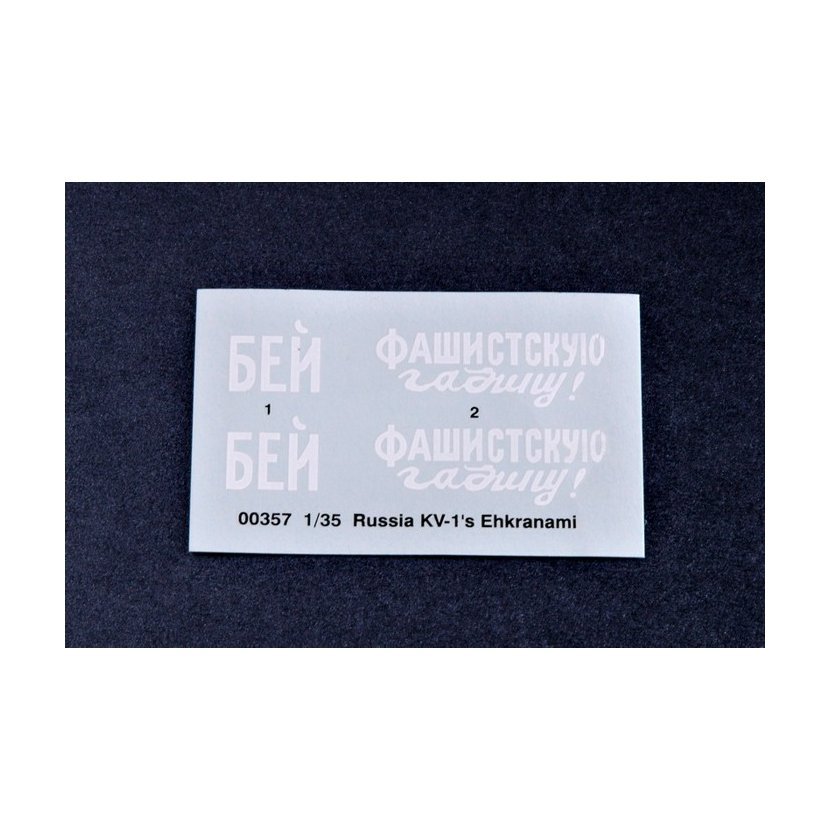 БЕЙ ФАШИСТСКУЮ
гадину!
1 2
БЕЙ ФАШИСТСКУЮ
гадину!
00357 1/35 Russia KV-1's Ehkranami